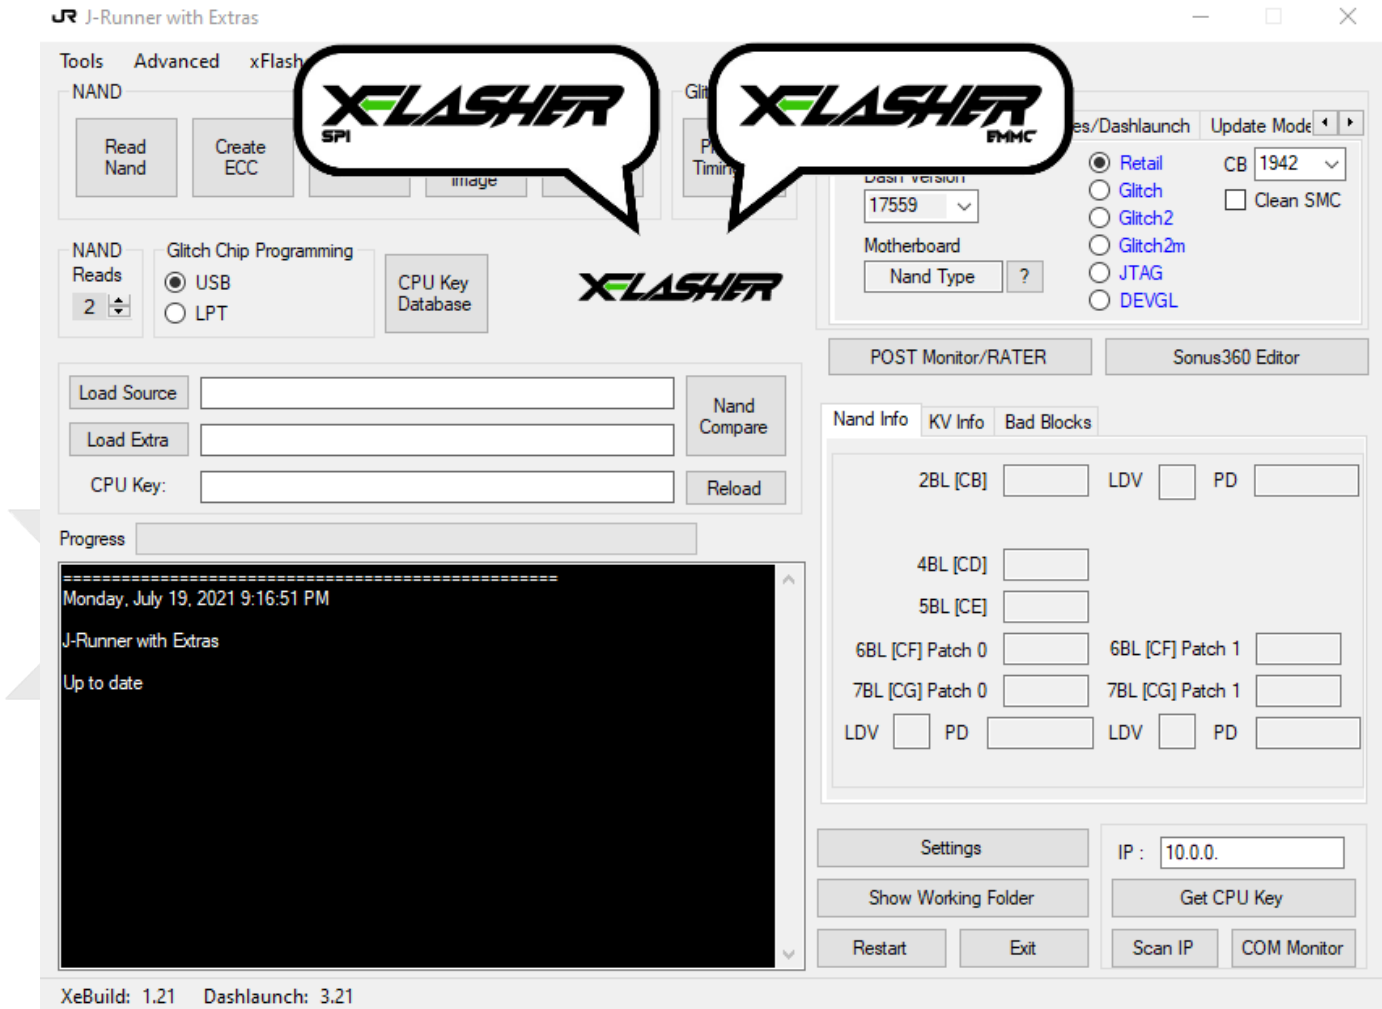 J-Runner with Extras
Tools Advanced xFlash
XFLASHER
SPI
XFLASHER
EMMC
NAND
Read
Nand
Create
ECC
Image
es/Dashlaunch Update Mode
Dash Version
17559
Motherboard
Nand Type ?
Retail
Glitch
Glitch2
Glitch2m
JTAG
DEVGL
CB 1942
Clean SMC
NAND
Reads
2
Glitch Chip Programming
USB
LPT
CPU Key
Database
XFLASHER
POST Monitor/RATER Sonus360 Editor
Load Source
Load Extra
CPU Key:
Nand
Compare
Reload
Progress
===================================================
Monday, July 19, 2021 9:16:51 PM
J-Runner with Extras
Up to date
Nand Info KV Info Bad Blocks
2BL [CB] LDV PD
4BL [CD]
5BL [CE]
6BL [CF] Patch 0 6BL [CF] Patch 1
7BL [CG] Patch 0 7BL [CG] Patch 1
LDV PD LDV PD
Settings
Show Working Folder
Restart Exit
IP : 10.0.0.
Get CPU Key
Scan IP COM Monitor
XeBuild: 1.21 Dashlaunch: 3.21